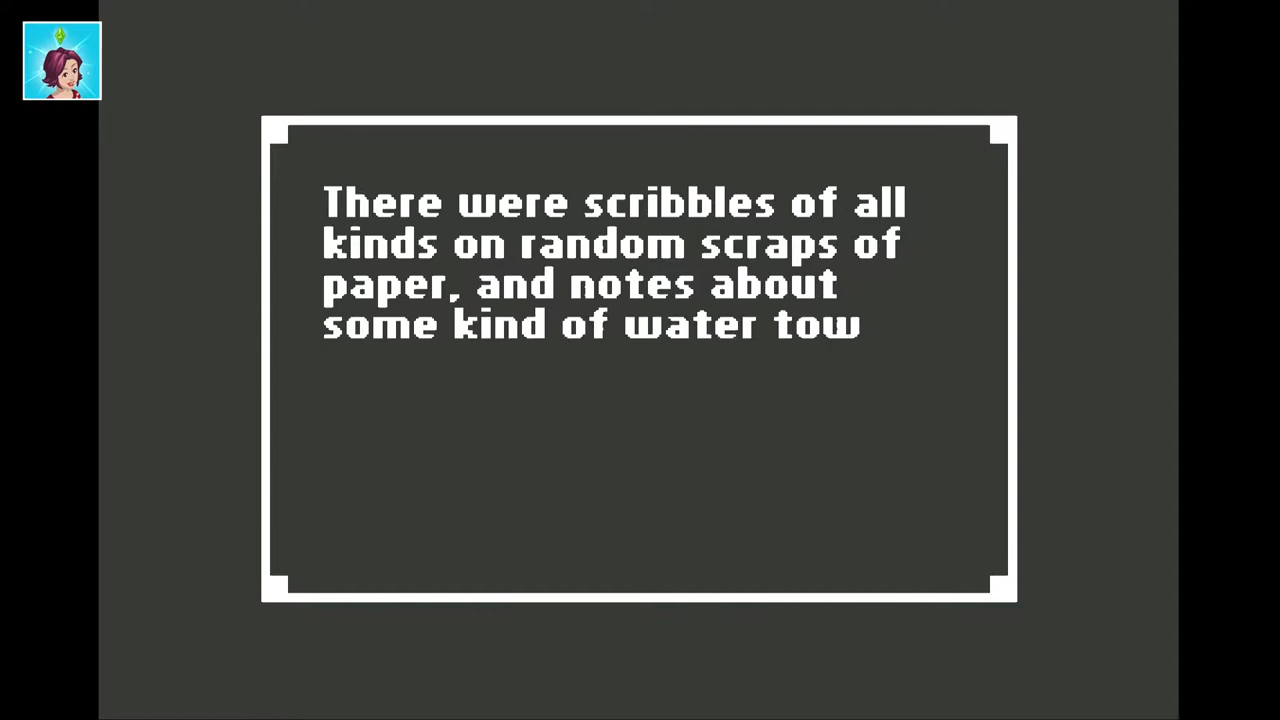 There were scribbles of all
kinds on random scraps of
paper, and notes about
some kind of water tow